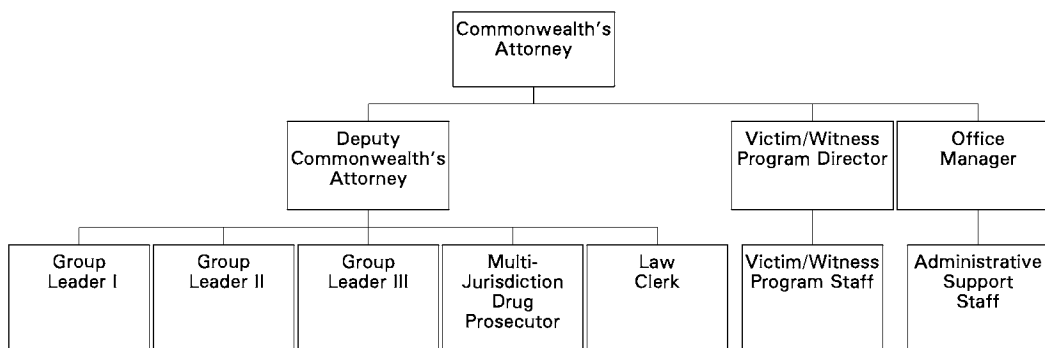 Commonwealth's
Attorney
Deputy
Commonwealth's
Attorney
Victim/Witness
Program Director
Office
Manager
Group
Leader I
Group
Leader II
Group
Leader III
Multi-
Jurisdiction
Drug
Prosecutor
Law
Clerk
Victim/Witness
Program Staff
Administrative
Support
Staff